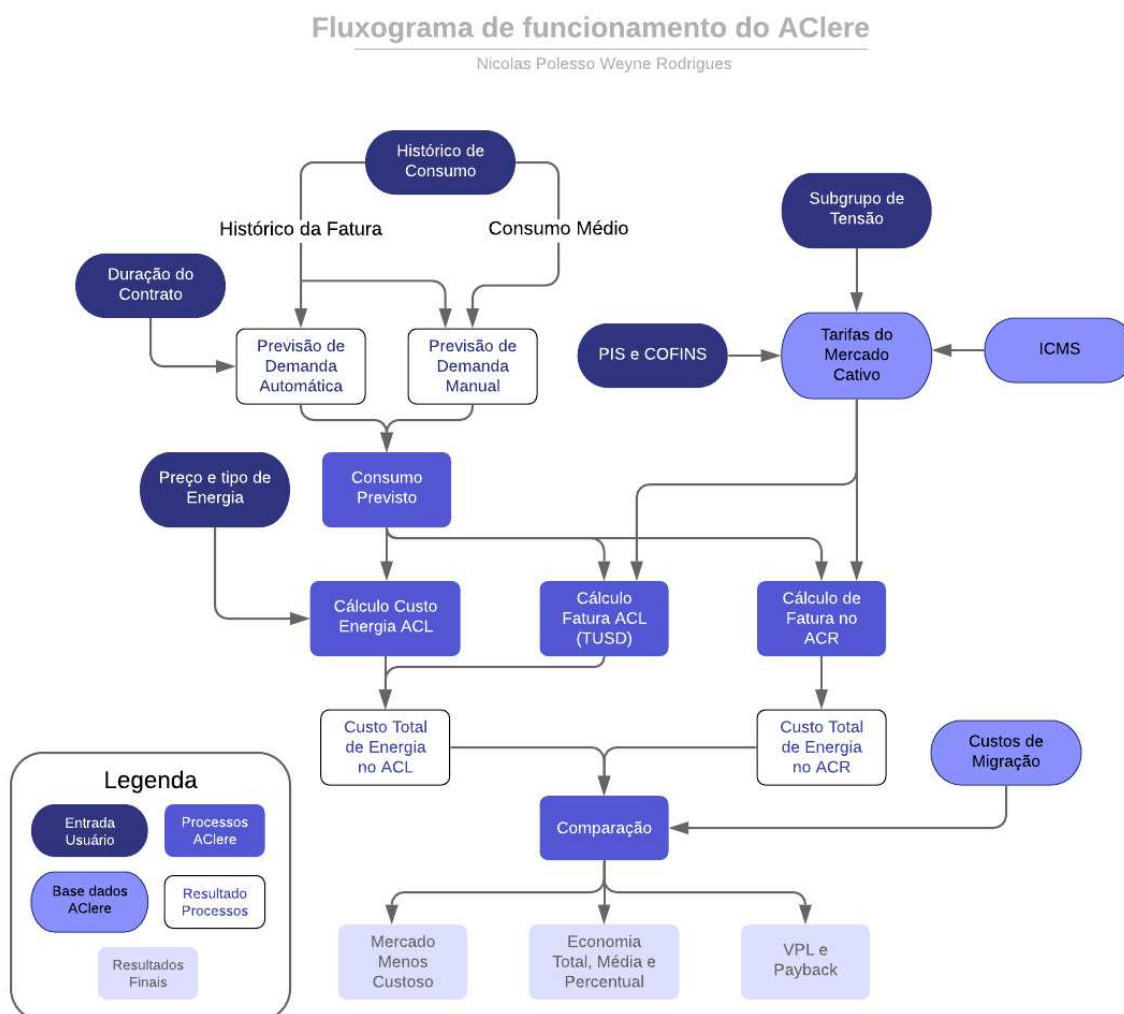 Fluxograma de funcionamento do AClere
Nicolas Polesso Weyne Rodrigues
Histórico de
Consumo
Subgrupo de
Tensão
Histórico da Fatura
Consumo Médio
Duração do
Contrato
Previsão de
Demanda
Automática
Previsão de
Demanda
Manual
PIS e COFINS
Tarifas do
Mercado
Cativo
ICMS
Preço e tipo de
Energia
Consumo
Previsto
Cálculo Custo
Energia ACL
Cálculo
Fatura ACL
(TUSD)
Cálculo de
Fatura no
ACR
Custo Total
de Energia
no ACL
Custo Total
de Energia
no ACR
Custos de
Migração
Comparação
Mercado
Menos
Custoso
Economia
Total, Média e
Percentual
VPL e
Payback
Legenda
Entrada
Usuário
Processos
AClere
Base dados
AClere
Resultado
Processos
Resultados
Finais